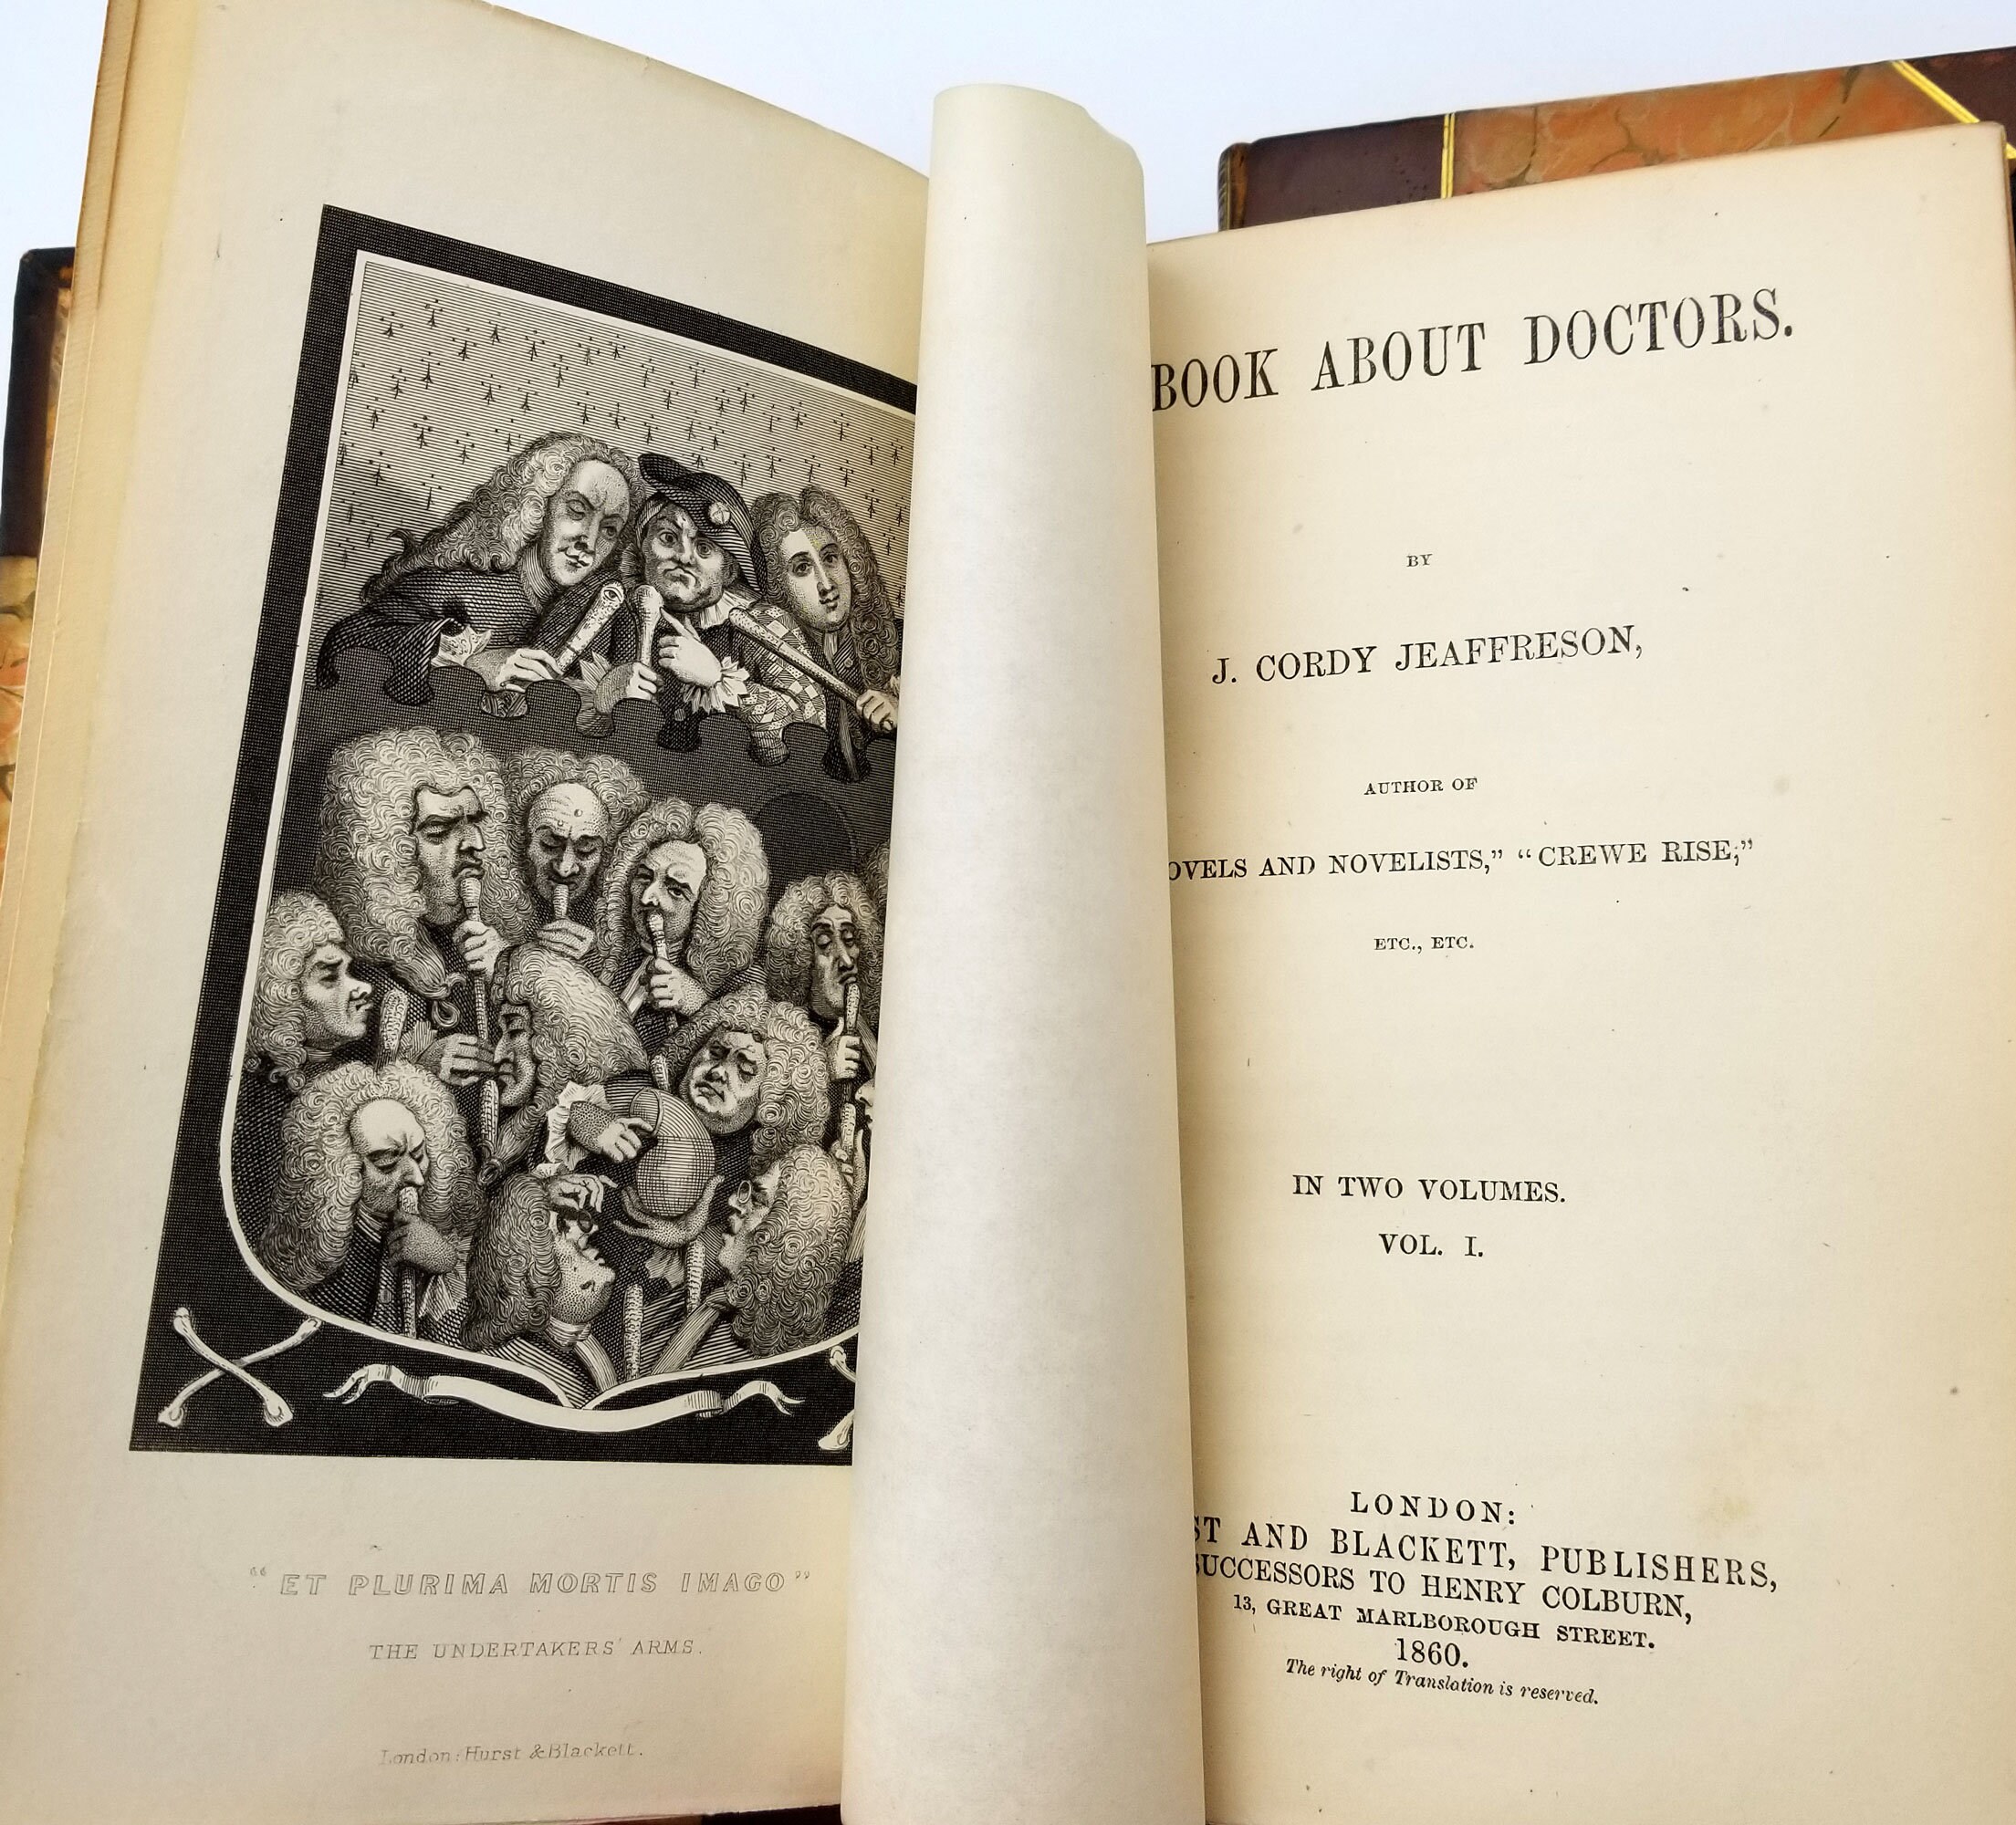 "ET PLURIMA MORTIS IMAGO"
THE UNDERTAKERS' ARMS.
London: Hurst & Blackett.
BOOK ABOUT DOCTORS.
BY
J. CORDY JEAFFRESON,
AUTHOR OF
OVELS AND NOVELISTS," "CREWE RISE;"
ETC., ETC.
IN TWO VOLUMES.
VOL. I.
LONDON:
ST AND BLACKETT, PUBLISHERS,
SUCCESSORS TO HENRY COLBURN,
13, GREAT MARLBOROUGH STREET.
1860.
The right of Translation is reserved.